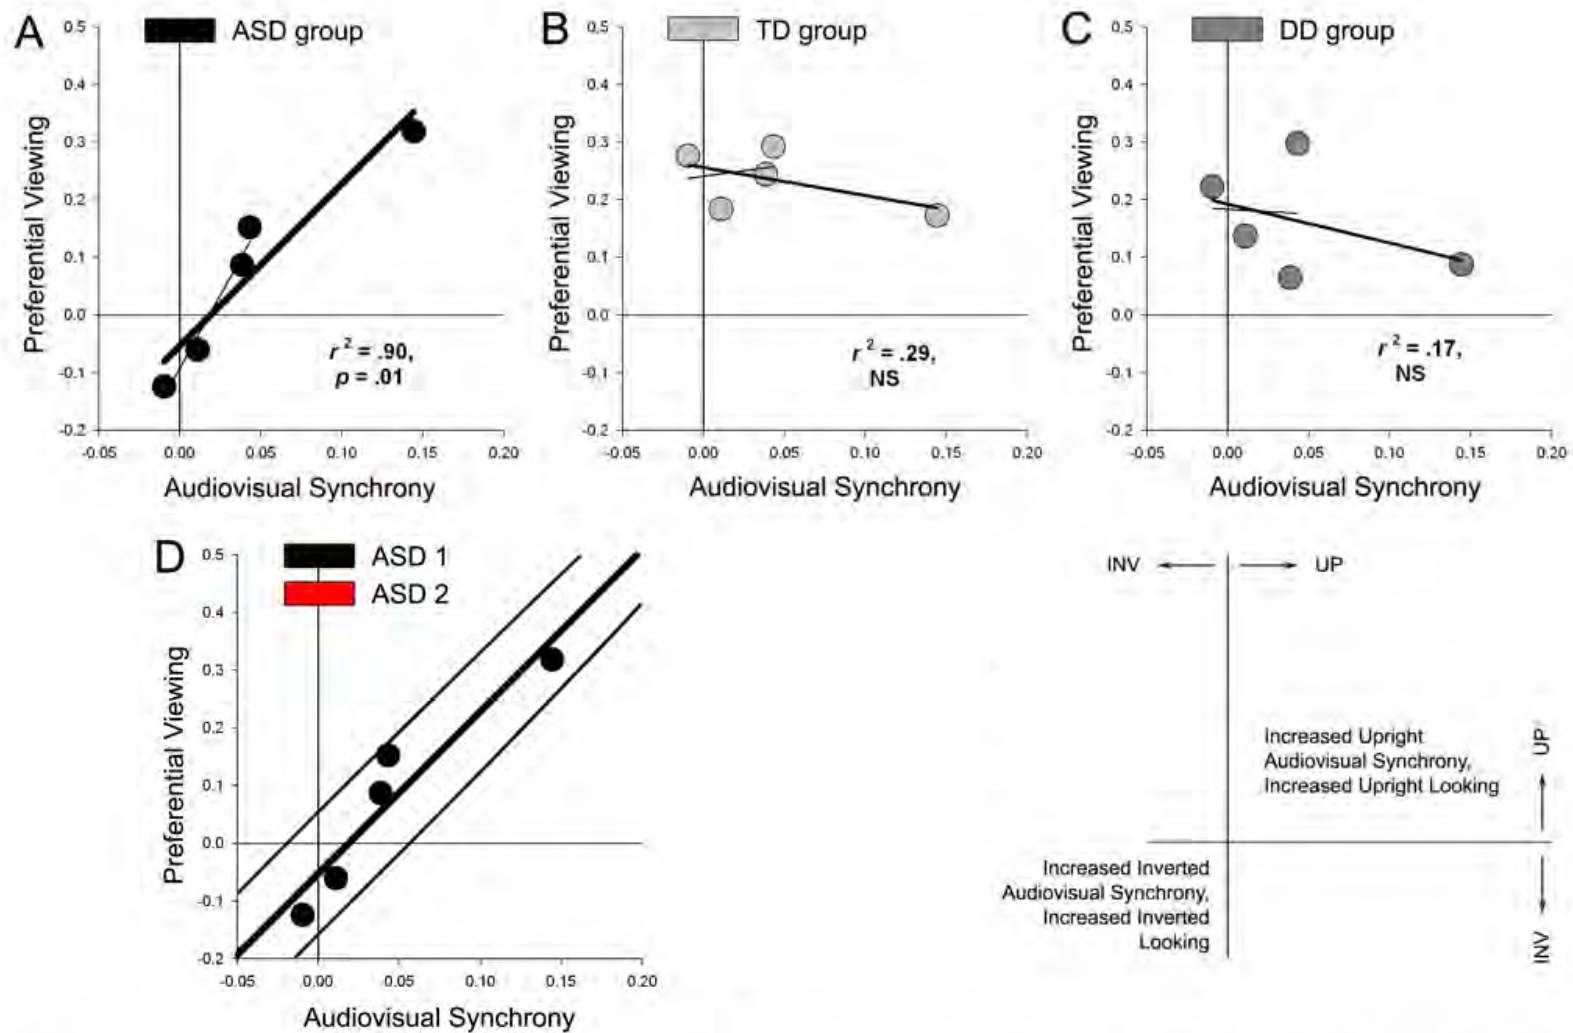 A
ASD group
0.5
0.4
0.3
0.2
0.1
0.0
-0.1
-0.2
Preferential Viewing
r² = .90,
p = .01
-0.05 0.00 0.05 0.10 0.15 0.20
Audiovisual Synchrony
B
TD group
0.5
0.4
0.3
0.2
0.1
0.0
-0.1
-0.2
Preferential Viewing
r² = .29,
NS
-0.05 0.00 0.05 0.10 0.15 0.20
Audiovisual Synchrony
C
DD group
0.5
0.4
0.3
0.2
0.1
0.0
-0.1
-0.2
Preferential Viewing
r² = .17,
NS
-0.05 0.00 0.05 0.10 0.15 0.20
Audiovisual Synchrony
D
ASD 1
ASD 2
0.5
0.4
0.3
0.2
0.1
0.0
-0.1
-0.2
Preferential Viewing
-0.05 0.00 0.05 0.10 0.15 0.20
Audiovisual Synchrony
INV UP
Increased Upright
Audiovisual Synchrony,
Increased Upright Looking
UP
Increased Inverted
Audiovisual Synchrony,
Increased Inverted
Looking
INV